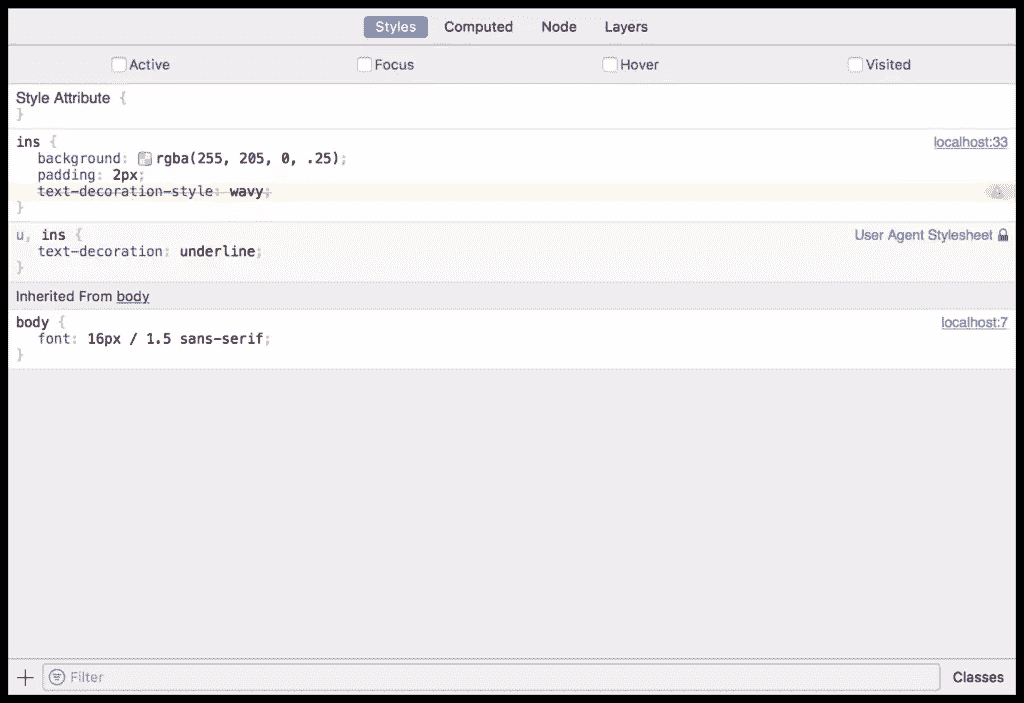 Styles Computed Node Layers
Active Focus Hover Visited
Style Attribute {
}
ins { localhost:33
background: rgba(255, 205, 0, .25);
padding: 2px;
text-decoration-style: wavy;
}
u, ins { User Agent Stylesheet
text-decoration: underline;
}
Inherited From body
body { localhost:7
font: 16px / 1.5 sans-serif;
}
Filter Classes